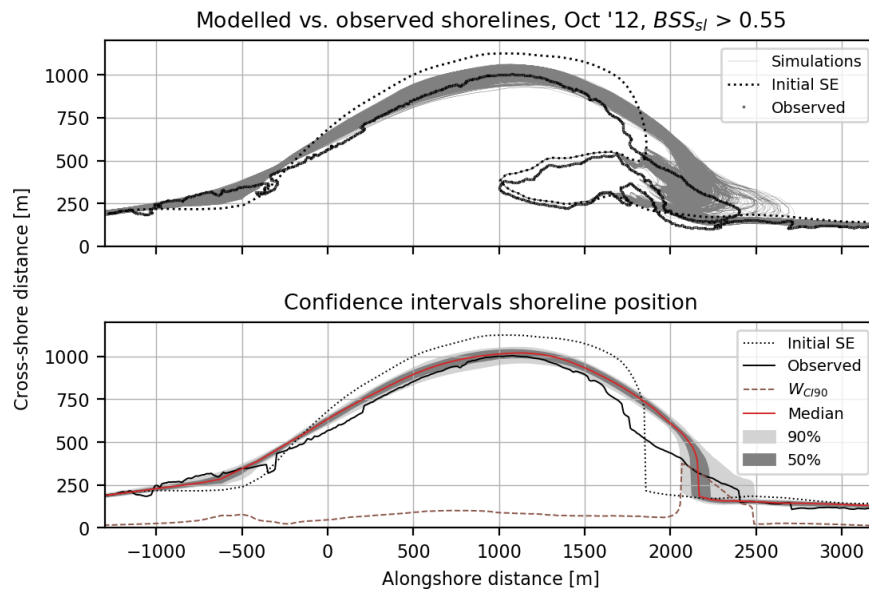 Modelled vs. observed shorelines, Oct '12, BSS_sl > 0.55
1000
750
500
250
0
Simulations
Initial SE
Observed
Cross-shore distance [m]
Confidence intervals shoreline position
1000
750
500
250
0
Initial SE
Observed
W_CI90
Median
90%
50%
−1000 −500 0 500 1000 1500 2000 2500 3000
Alongshore distance [m]